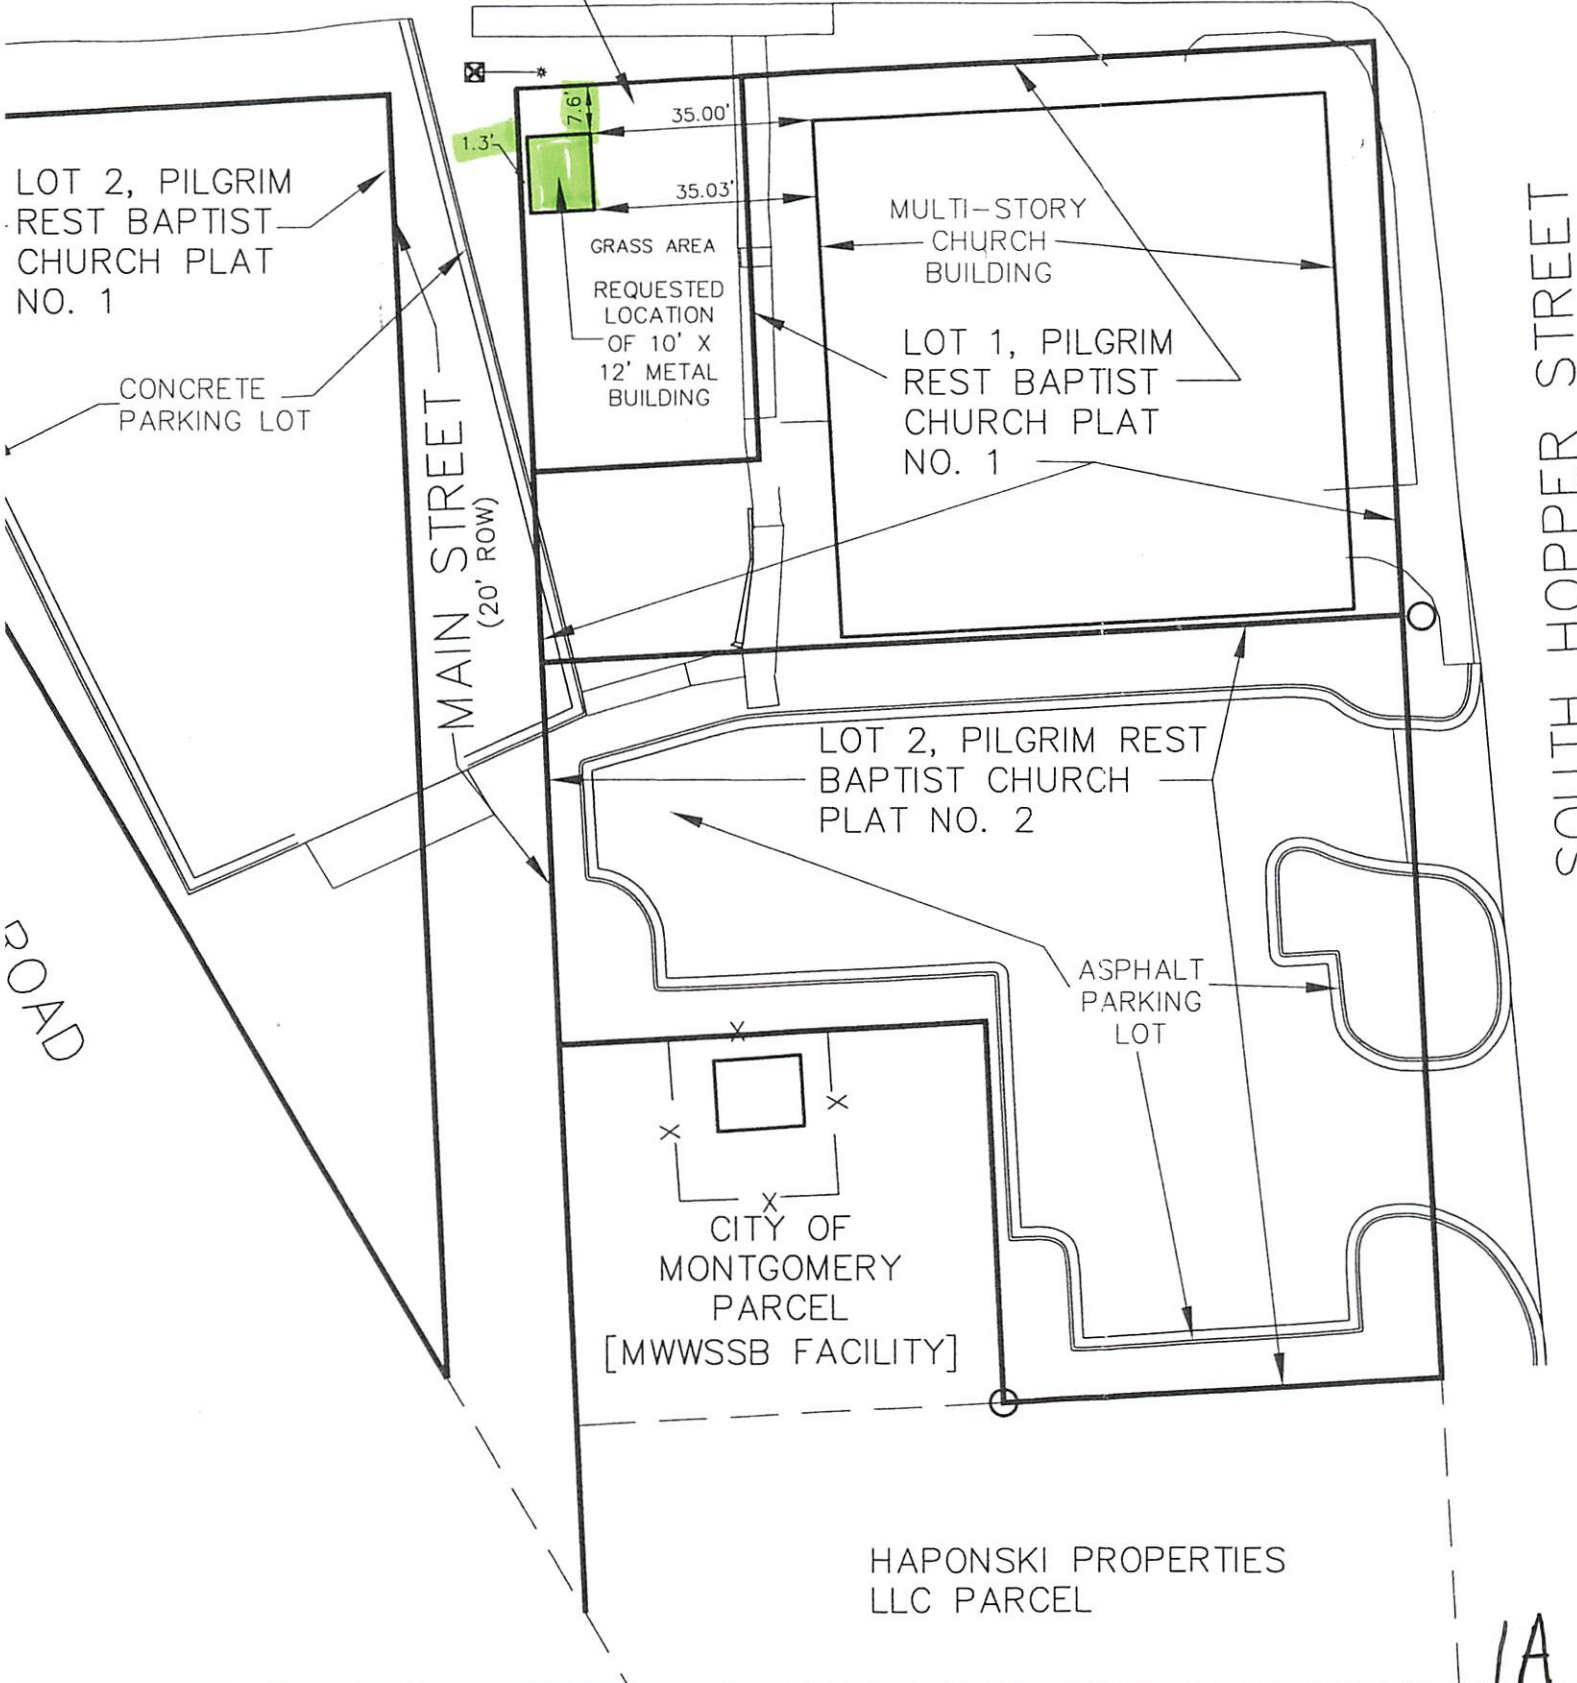 7.6'
1.3'
35.00'
35.03'
LOT 2, PILGRIM
REST BAPTIST
CHURCH PLAT
NO. 1
GRASS AREA
REQUESTED
LOCATION
OF 10' X
12' METAL
BUILDING
MULTI-STORY
CHURCH
BUILDING
LOT 1, PILGRIM
REST BAPTIST
CHURCH PLAT
NO. 1
CONCRETE
PARKING LOT
MAIN STREET
(20' ROW)
SOUTH HOPPER STREET
LOT 2, PILGRIM REST
BAPTIST CHURCH
PLAT NO. 2
ROAD
ASPHALT
PARKING
LOT
X
X
X
X
CITY OF
MONTGOMERY
PARCEL
[MWWSSB FACILITY]
HAPONSKI PROPERTIES
LLC PARCEL
1A